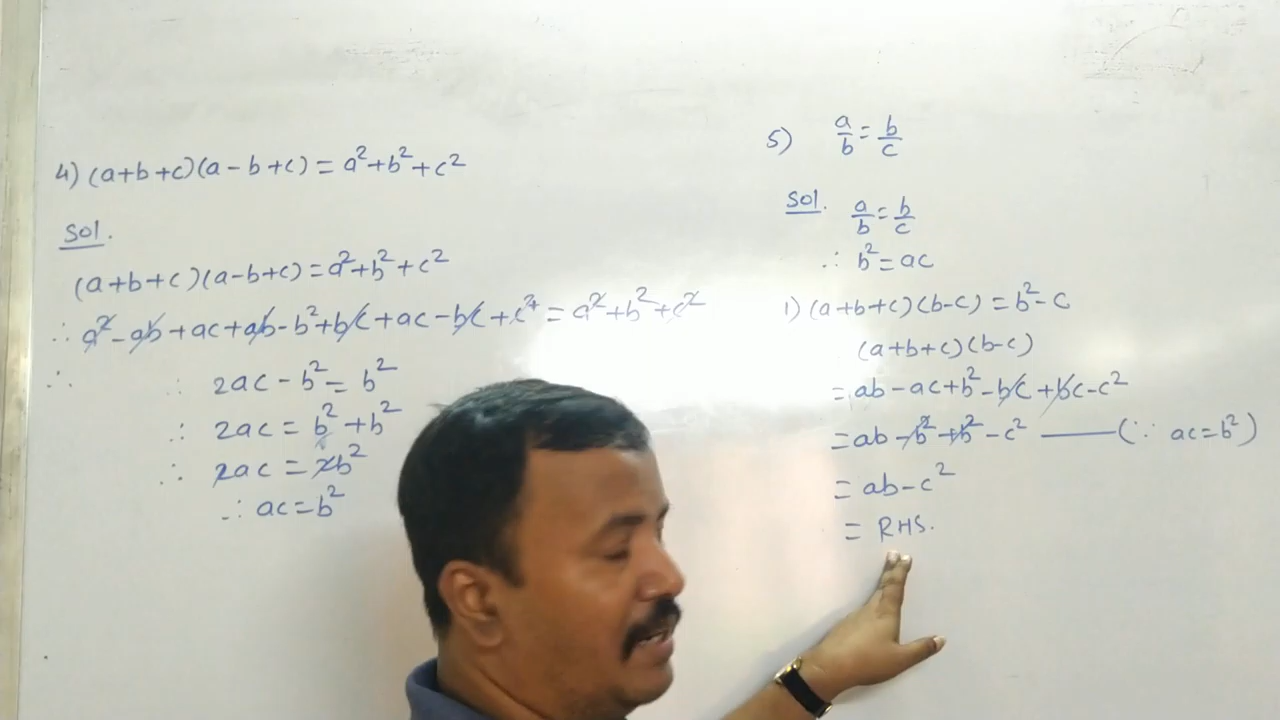 4) (a+b+c)(a-b+c) = a²+b²+c²
Sol.
(a+b+c)(a-b+c) = a²+b²+c²
∴ a²-ab+ac+ab-b²+bc+ac-bc+c² = a²+b²+c²
∴ ∴ 2ac-b² = b²
∴ 2ac = b²+b²
∴ 2ac = 2b²
∴ ac = b²
5) a/b = b/c
Sol. a/b = b/c
∴ b² = ac
1) (a+b+c)(b-c) = b²-c
(a+b+c)(b-c)
= ab-ac+b²-bc+bc-c²
= ab-b²+b²-c² —— (∵ ac=b²)
= ab-c²
= RHS.